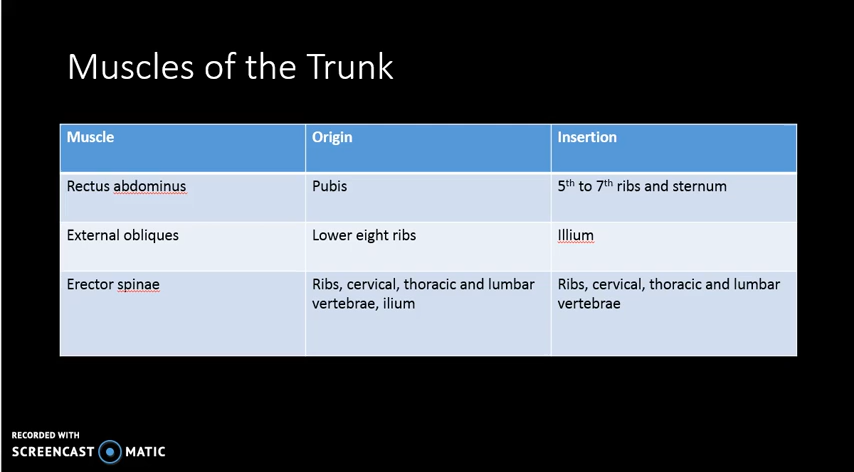 Muscles of the Trunk
Muscle
Origin
Insertion
Rectus abdominus
Pubis
5th to 7th ribs and sternum
External obliques
Lower eight ribs
Illium
Erector spinae
Ribs, cervical, thoracic and lumbar
vertebrae, ilium
Ribs, cervical, thoracic and lumbar
vertebrae
RECORDED WITH
SCREENCAST MATIC